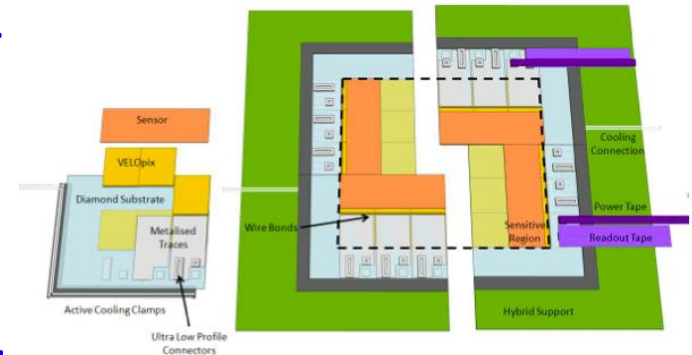 Sensor
VELOpix
Diamond Substrate
Metalised
Traces
Active Cooling Clamps
Ultra Low Profile
Connectors
Wire Bonds
Sensitive
Region
Cooling
Connection
Power Tape
Readout Tape
Hybrid Support